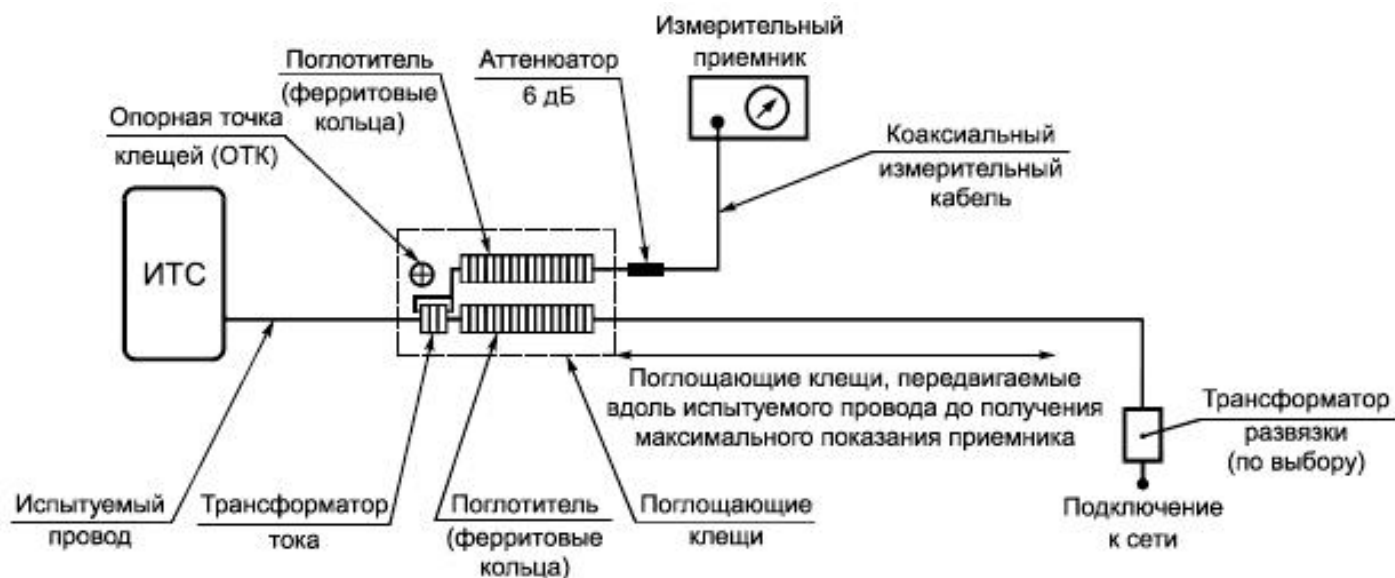 Измерительный
приемник
Поглотитель
(ферритовые
кольца)
Аттенюатор
6 дБ
Опорная точка
клещей (ОТК)
Коаксиальный
измерительный
кабель
ИТС
Поглощающие клещи, передвигаемые
вдоль испытуемого провода до получения
максимального показания приемника
Трансформатор
развязки
(по выбору)
Испытуемый
провод
Трансформатор
тока
Поглотитель
(ферритовые
кольца)
Поглощающие
клещи
Подключение
к сети